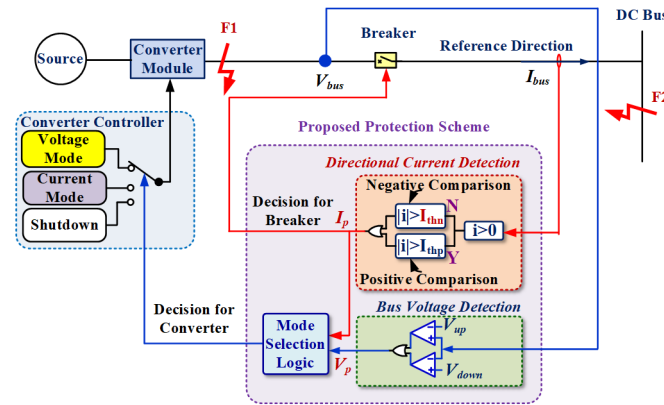 DC Bus
F1
Breaker
Source
Converter
Module
Reference Direction
V_bus
I_bus
F2
Converter Controller
Voltage
Mode
Current
Mode
Shutdown
Proposed Protection Scheme
Directional Current Detection
Negative Comparison
Decision for
Breaker
I_p
|i|>I_thn
N
i>0
|i|>I_thp
Y
Positive Comparison
Decision for
Converter
Bus Voltage Detection
Mode
Selection
Logic
V_p
V_up
V_down